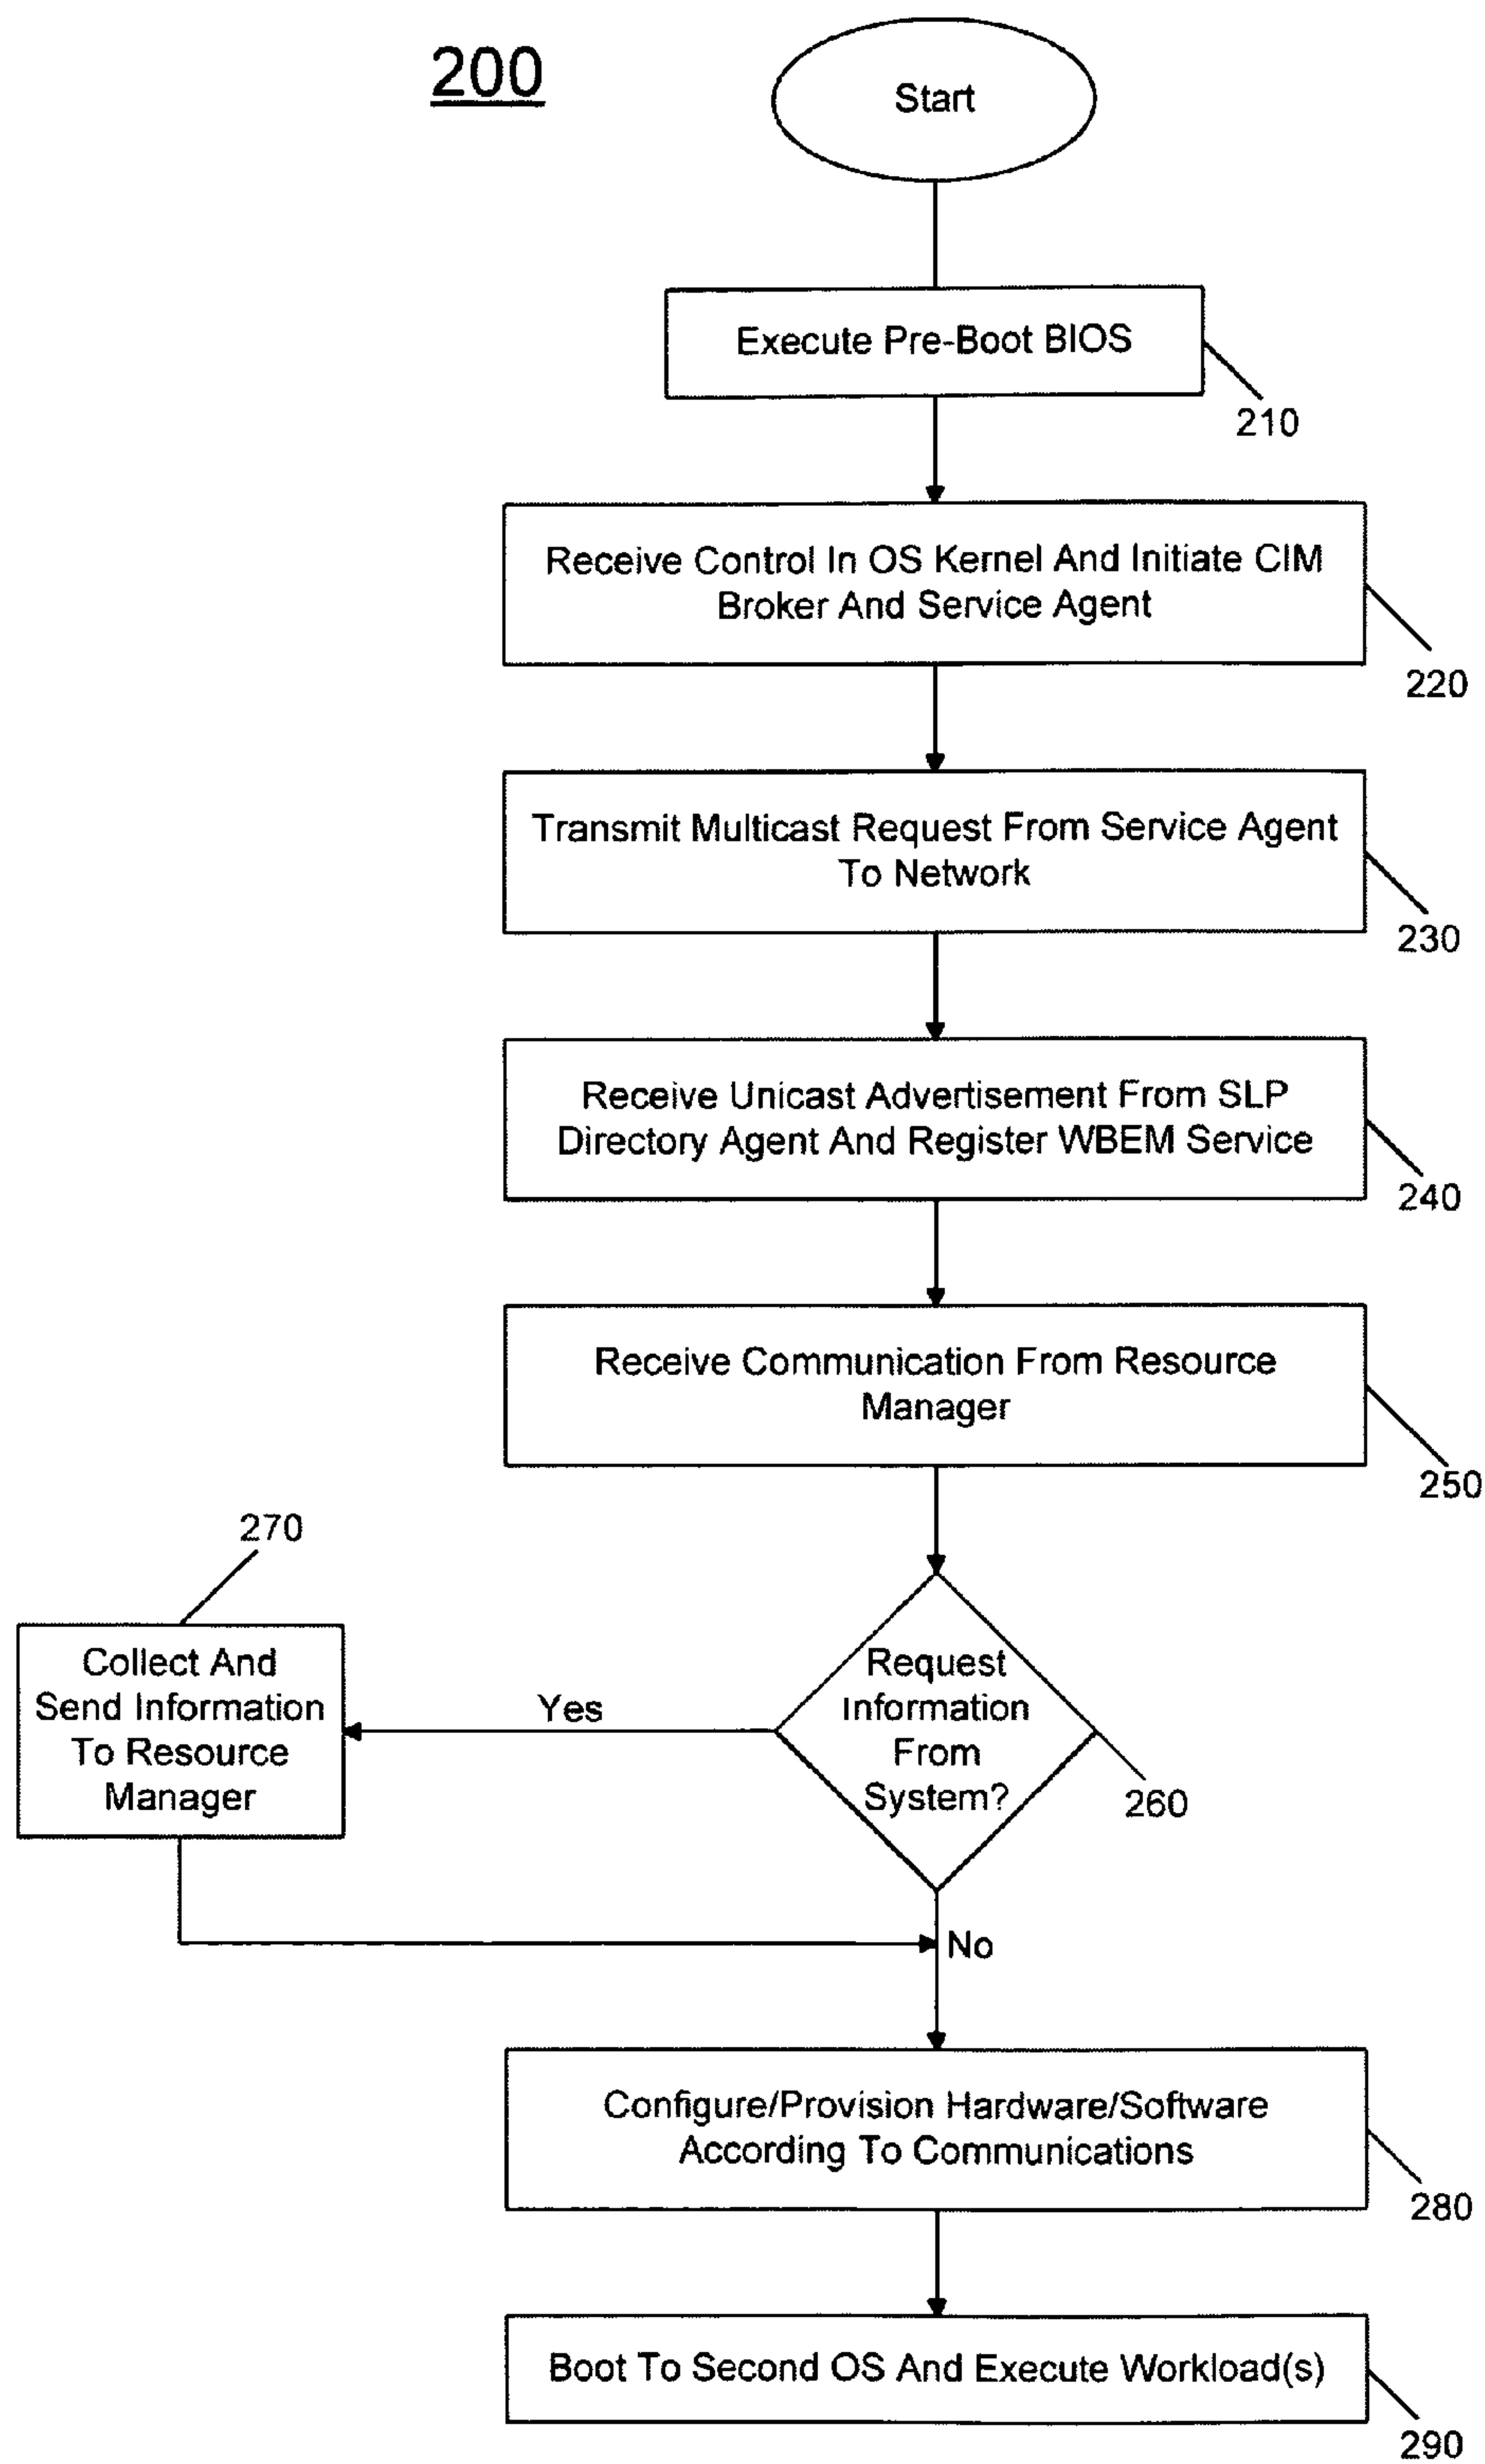 200
Start
Execute Pre-Boot BIOS
210
Receive Control In OS Kernel And Initiate CIM
Broker And Service Agent
220
Transmit Multicast Request From Service Agent
To Network
230
Receive Unicast Advertisement From SLP
Directory Agent And Register WBEM Service
240
Receive Communication From Resource
Manager
250
270
Collect And
Send Information
To Resource
Manager
Yes
Request
Information
From
System?
260
No
Configure/Provision Hardware/Software
According To Communications
280
Boot To Second OS And Execute Workload(s)
290